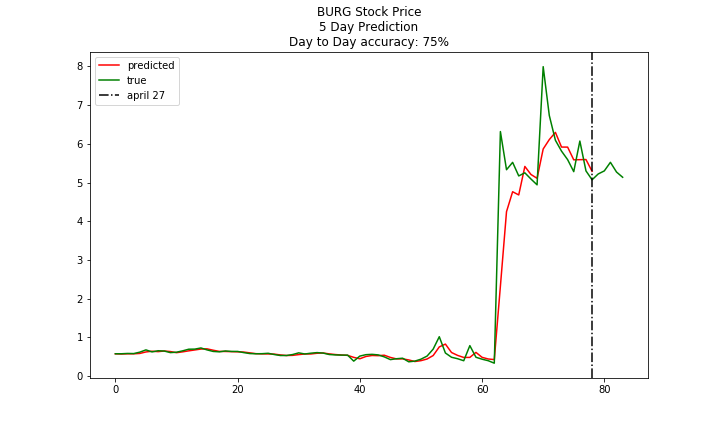 BURG Stock Price
5 Day Prediction
Day to Day accuracy: 75%
predicted
true
april 27
8
7
6
5
4
3
2
1
0
0 20 40 60 80